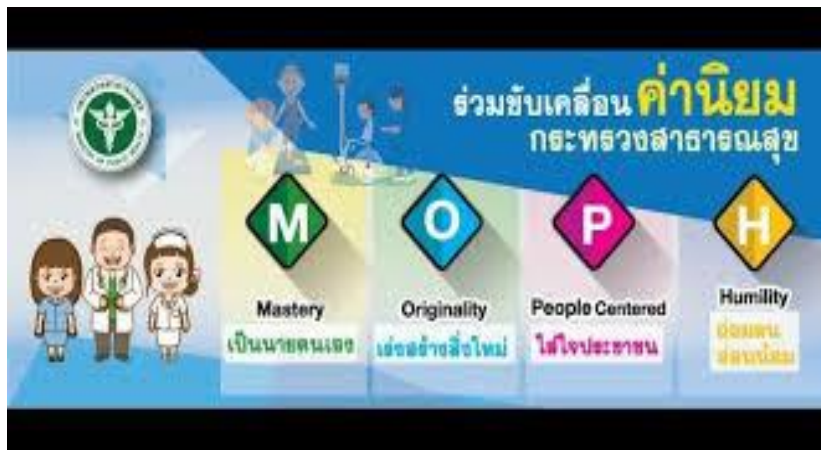 ร่วมขับเคลื่อน ค่านิยม
กระทรวงสาธารณสุข
M
O
P
H
Mastery
เป็นนายตนเอง
Originality
เร่งสร้างสิ่งใหม่
People Centered
ใส่ใจประชาชน
Humility
ถ่อมตน
อ่อนน้อม